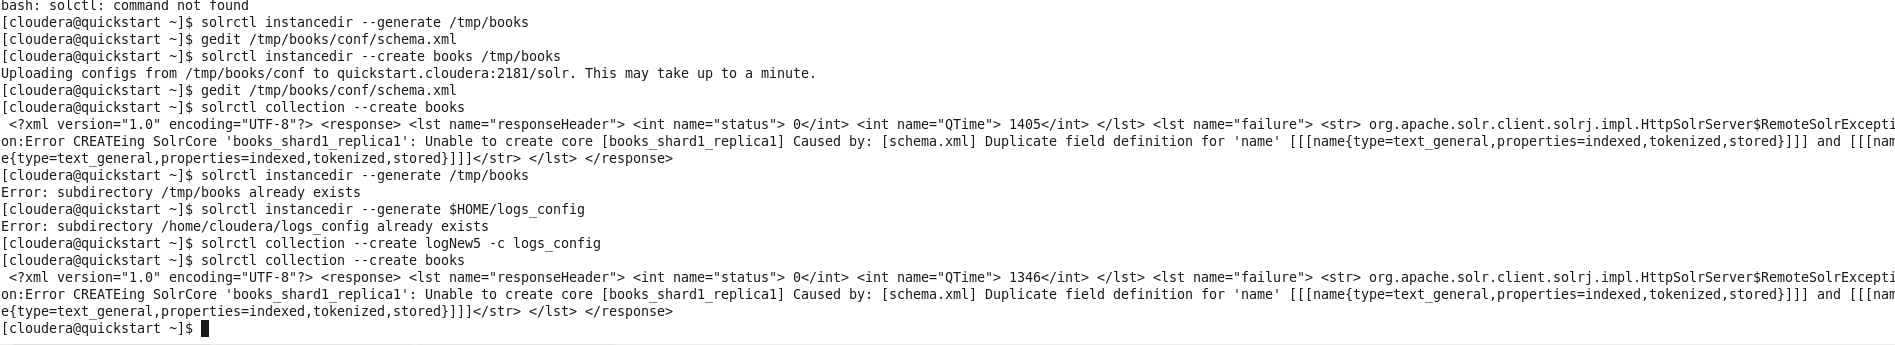 bash: solctl: command not found
[cloudera@quickstart ~]$ solrctl instancedir --generate /tmp/books
[cloudera@quickstart ~]$ gedit /tmp/books/conf/schema.xml
[cloudera@quickstart ~]$ solrctl instancedir --create books /tmp/books
Uploading configs from /tmp/books/conf to quickstart.cloudera:2181/solr. This may take up to a minute.
[cloudera@quickstart ~]$ gedit /tmp/books/conf/schema.xml
[cloudera@quickstart ~]$ solrctl collection --create books
 <?xml version="1.0" encoding="UTF-8"?> <response> <lst name="responseHeader"> <int name="status"> 0</int> <int name="QTime"> 1405</int> </lst> <lst name="failure"> <str> org.apache.solr.client.solrj.impl.HttpSolrServer$RemoteSolrExcepti
on:Error CREATEing SolrCore 'books_shard1_replica1': Unable to create core [books_shard1_replica1] Caused by: [schema.xml] Duplicate field definition for 'name' [[[name{type=text_general,properties=indexed,tokenized,stored}]]] and [[[nam
e{type=text_general,properties=indexed,tokenized,stored}]]]</str> </lst> </response>
[cloudera@quickstart ~]$ solrctl instancedir --generate /tmp/books
Error: subdirectory /tmp/books already exists
[cloudera@quickstart ~]$ solrctl instancedir --generate $HOME/logs_config
Error: subdirectory /home/cloudera/logs_config already exists
[cloudera@quickstart ~]$ solrctl collection --create logNew5 -c logs_config
[cloudera@quickstart ~]$ solrctl collection --create books
 <?xml version="1.0" encoding="UTF-8"?> <response> <lst name="responseHeader"> <int name="status"> 0</int> <int name="QTime"> 1346</int> </lst> <lst name="failure"> <str> org.apache.solr.client.solrj.impl.HttpSolrServer$RemoteSolrExcepti
on:Error CREATEing SolrCore 'books_shard1_replica1': Unable to create core [books_shard1_replica1] Caused by: [schema.xml] Duplicate field definition for 'name' [[[name{type=text_general,properties=indexed,tokenized,stored}]]] and [[[nam
e{type=text_general,properties=indexed,tokenized,stored}]]]</str> </lst> </response>
[cloudera@quickstart ~]$